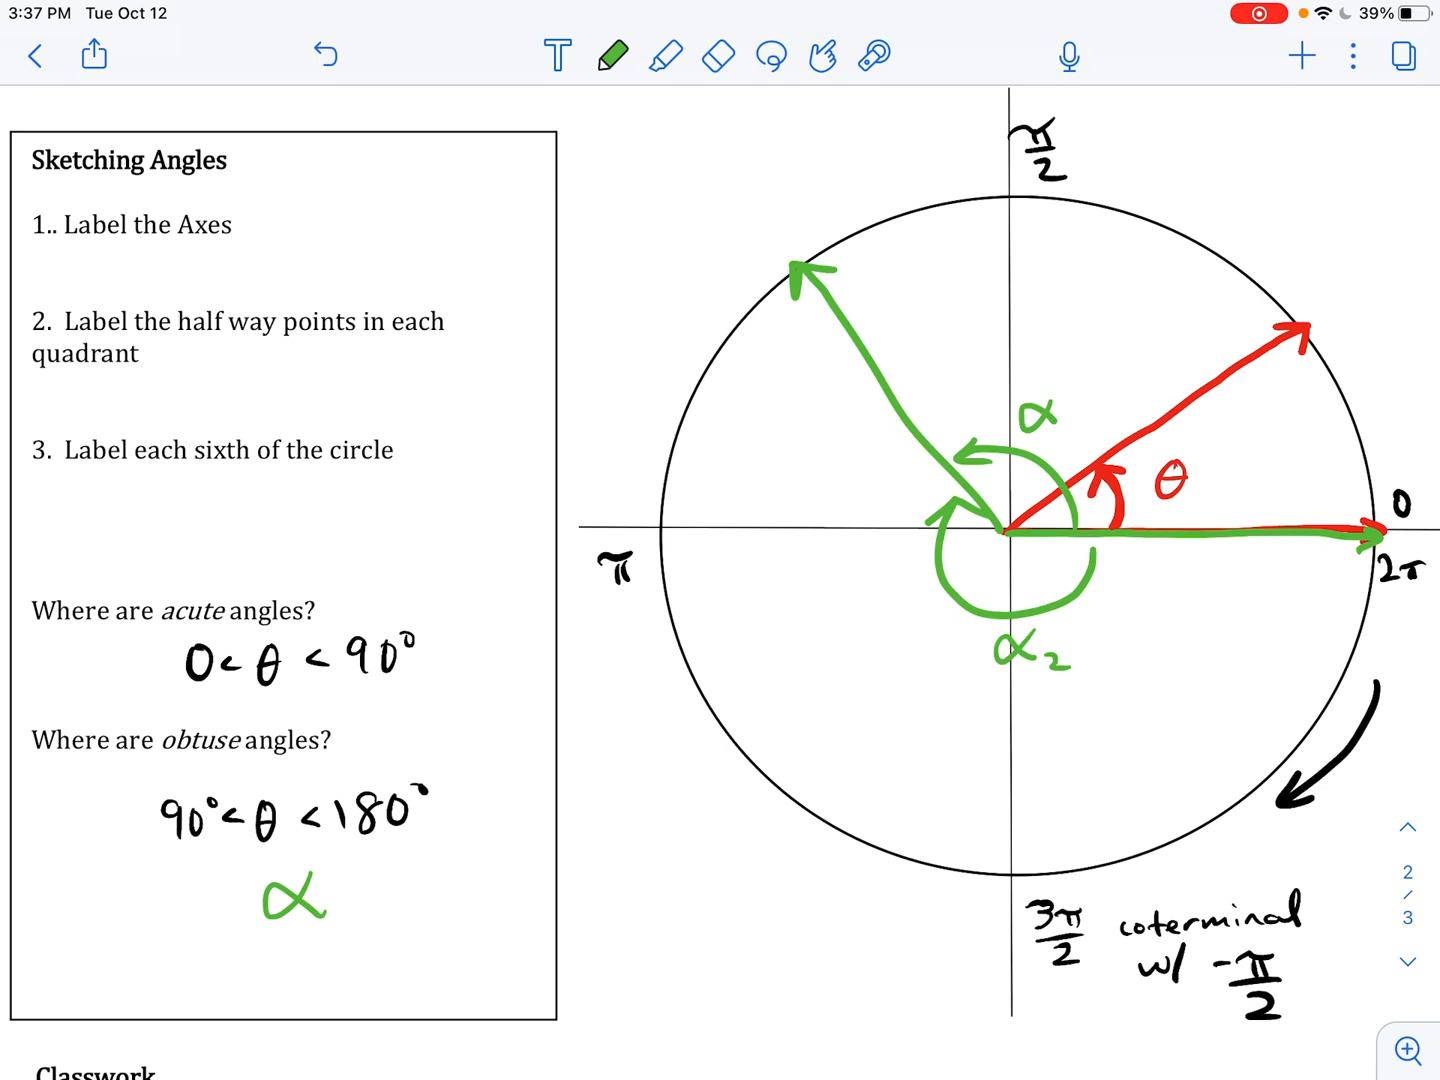 3:37 PM Tue Oct 12
39%
Sketching Angles
1.. Label the Axes
2. Label the half way points in each
quadrant
3. Label each sixth of the circle
Where are acute angles?
0 < θ < 90°
Where are obtuse angles?
90° < θ < 180°
α
π/2
α
θ
0
π
2π
α₂
3π/2 coterminal
w/ -π/2
2
/
3
Classwork